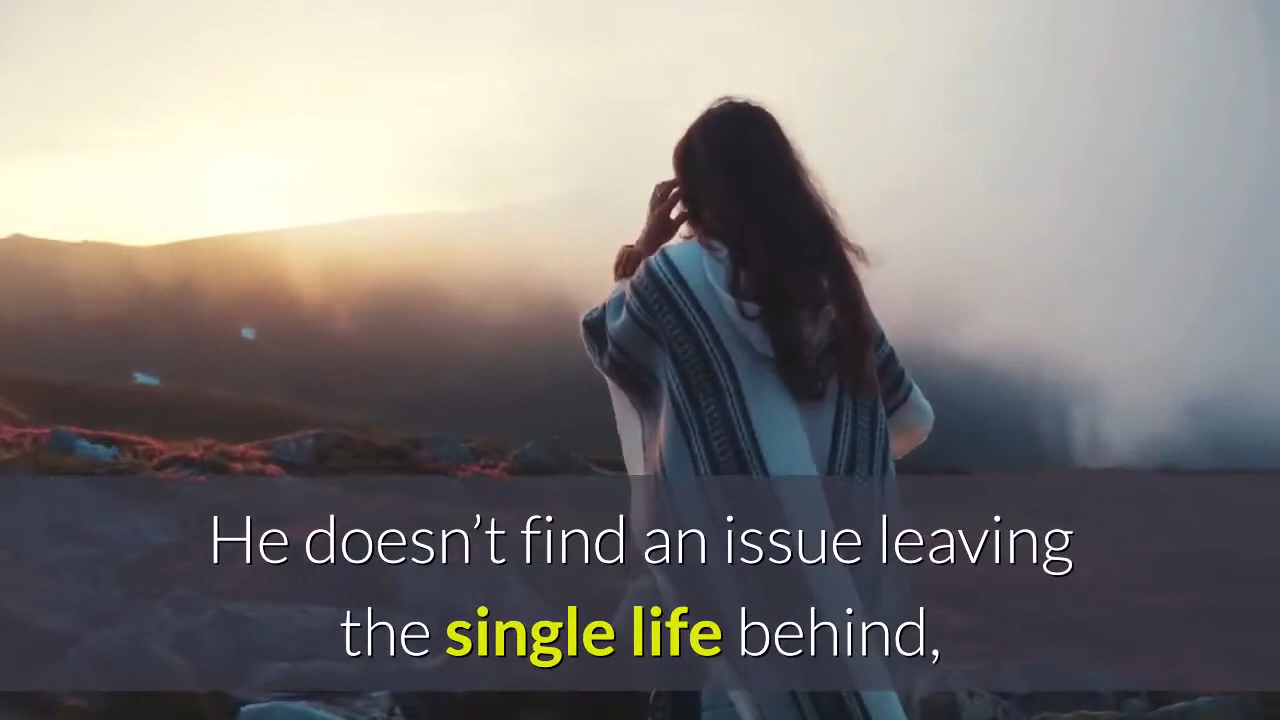 He doesn’t find an issue leaving
the single life behind,